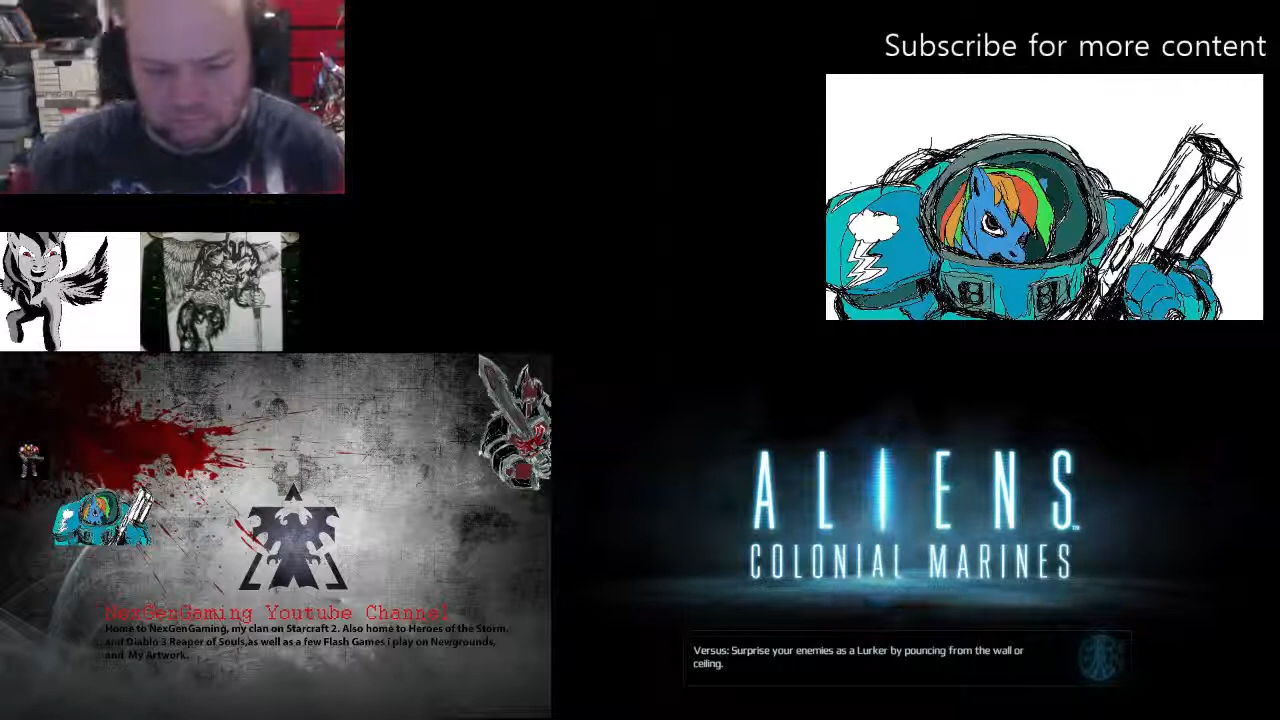 Subscribe for more content
NexGenGaming Youtube Channel
Home to NexGenGaming, my clan on Starcraft 2. Also home to Heroes of the Storm,
and Diablo 3 Reaper of Souls,as well as a few Flash Games i play on Newgrounds,
and My Artwork.
ALIENS™
COLONIAL MARINES
Versus: Surprise your enemies as a Lurker by pouncing from the wall or
ceiling.